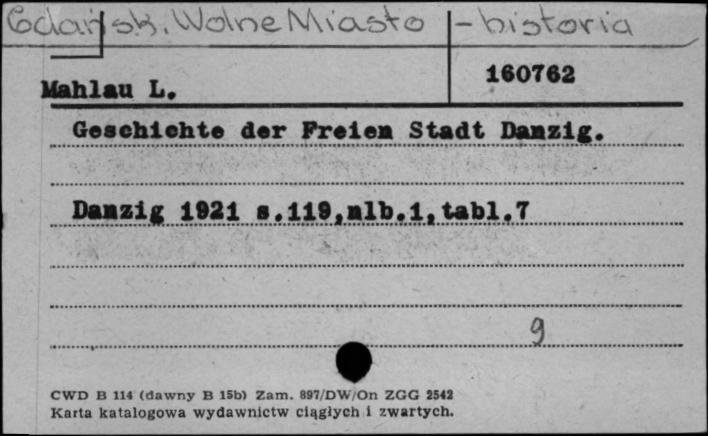 Gdańsk. Wolne Miasto - historia
160762
Mahlau L.
Geschichte der Freien Stadt Danzig.
Danzig 1921 s.119,nlb.1,tabl.7
9
CWD B 114 (dawny B 15b) Zam. 897/DW/On ZGG 2542
Karta katalogowa wydawnictw ciągłych i zwartych.